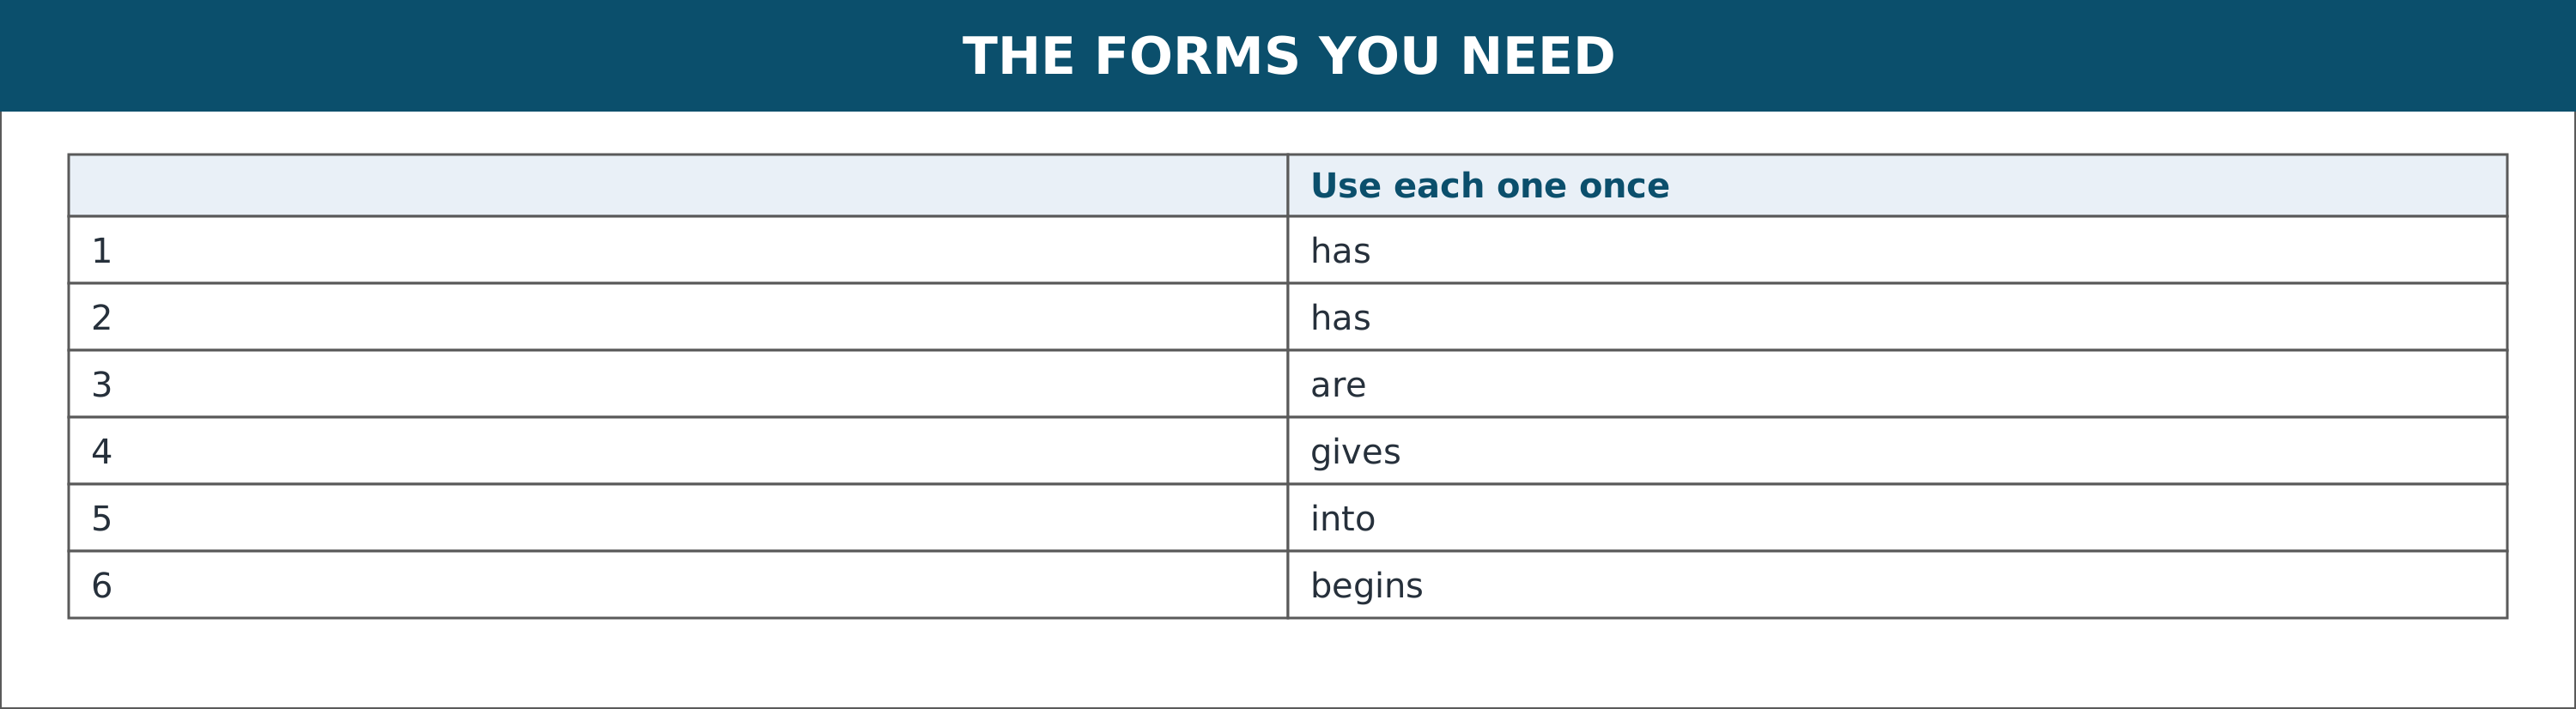 THE FORMS YOU NEED
Use each one once
1 has
2 has
3 are
4 gives
5 into
6 begins